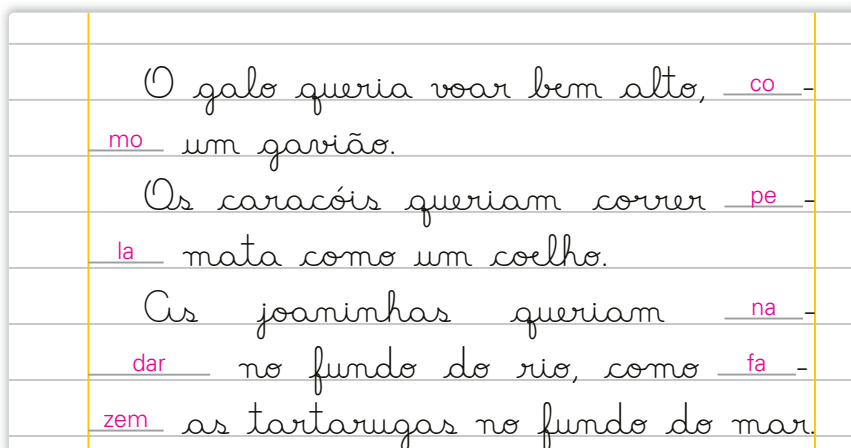 O galo queria voar bem alto, co-
mo um gavião.
Os caracóis queriam correr pe-
la mata como um coelho.
As joaninhas queriam na-
dar no fundo do rio, como fa-
zem as tartarugas no fundo do mar.